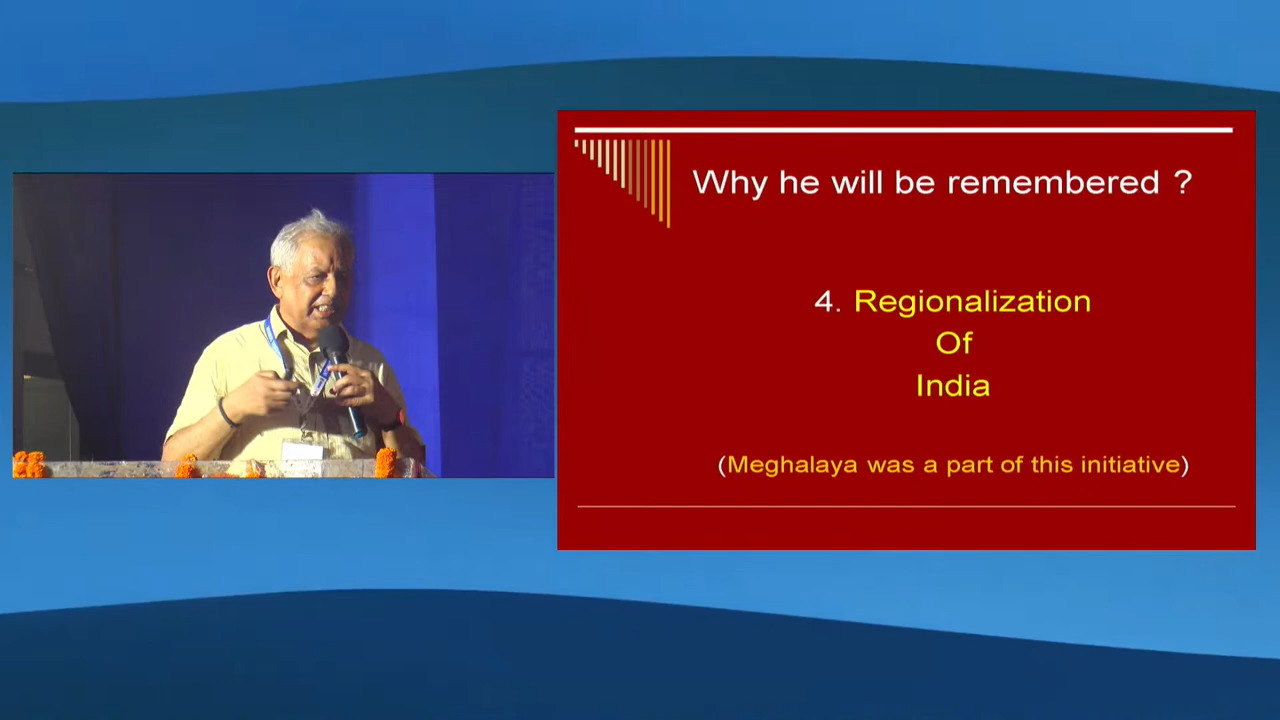 Why he will be remembered ?
4. Regionalization
Of
India
(Meghalaya was a part of this initiative)